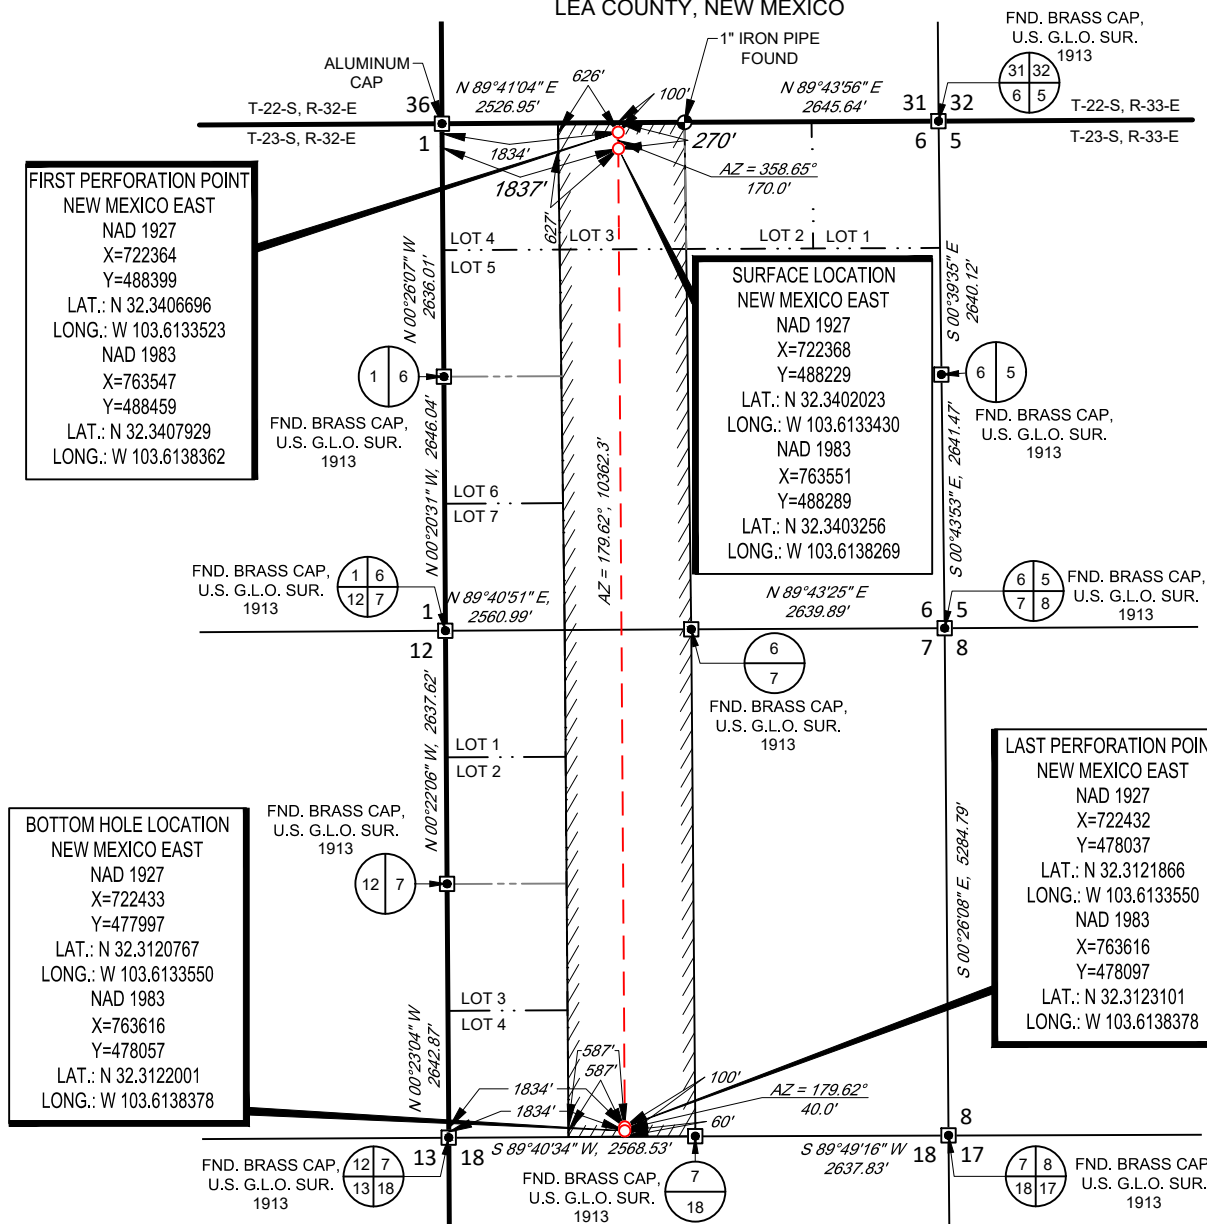 LEA COUNTY, NEW MEXICO
FND. BRASS CAP,
U.S. G.L.O. SUR.
1913
31 32
6 5
1" IRON PIPE
FOUND
ALUMINUM
CAP
626'
100'
N 89°41'04" E
2526.95'
N 89°43'56" E
2645.64'
T-22-S, R-32-E
36
31 32
T-22-S, R-33-E
T-23-S, R-32-E
1
6 5
T-23-S, R-33-E
1834'
270'
1837'
AZ = 358.65°
170.0'
627'
FIRST PERFORATION POINT
NEW MEXICO EAST
NAD 1927
X=722364
Y=488399
LAT.: N 32.3406696
LONG.: W 103.6133523
NAD 1983
X=763547
Y=488459
LAT.: N 32.3407929
LONG.: W 103.6138362
LOT 4
LOT 3
LOT 2
LOT 1
LOT 5
N 00°26'07" W
2636.01'
SURFACE LOCATION
NEW MEXICO EAST
NAD 1927
X=722368
Y=488229
LAT.: N 32.3402023
LONG.: W 103.6133430
NAD 1983
X=763551
Y=488289
LAT.: N 32.3403256
LONG.: W 103.6138269
S 00°39'35" E
2640.12'
1 6
FND. BRASS CAP,
U.S. G.L.O. SUR.
1913
6 5
FND. BRASS CAP,
U.S. G.L.O. SUR.
1913
N 00°20'31" W, 2646.04'
LOT 6
LOT 7
AZ = 179.62°, 10362.3'
S 00°43'53" E, 2641.47'
FND. BRASS CAP,
U.S. G.L.O. SUR.
1913
1 6
12 7
1
12
N 89°40'51" E,
2560.99'
N 89°43'25" E
2639.89'
6 5
7 8
6 5
7 8
FND. BRASS CAP,
U.S. G.L.O. SUR.
1913
6
7
FND. BRASS CAP,
U.S. G.L.O. SUR.
1913
N 00°22'06" W, 2637.62'
LOT 1
LOT 2
FND. BRASS CAP,
U.S. G.L.O. SUR.
1913
12 7
S 00°26'08" E, 5284.79'
LAST PERFORATION POIN
NEW MEXICO EAST
NAD 1927
X=722432
Y=478037
LAT.: N 32.3121866
LONG.: W 103.6133550
NAD 1983
X=763616
Y=478097
LAT.: N 32.3123101
LONG.: W 103.6138378
BOTTOM HOLE LOCATION
NEW MEXICO EAST
NAD 1927
X=722433
Y=477997
LAT.: N 32.3120767
LONG.: W 103.6133550
NAD 1983
X=763616
Y=478057
LAT.: N 32.3122001
LONG.: W 103.6138378
LOT 3
LOT 4
N 00°23'04" W
2642.87'
587'
587'
1834'
1834'
100'
60'
AZ = 179.62°
40.0'
13 18
S 89°40'34" W, 2568.53'
S 89°49'16" W
2637.83'
8
18 17
FND. BRASS CAP,
U.S. G.L.O. SUR.
1913
12 7
13 18
FND. BRASS CAP,
U.S. G.L.O. SUR.
1913
7
18
7 8
18 17
FND. BRASS CAP
U.S. G.L.O. SUR.
1913